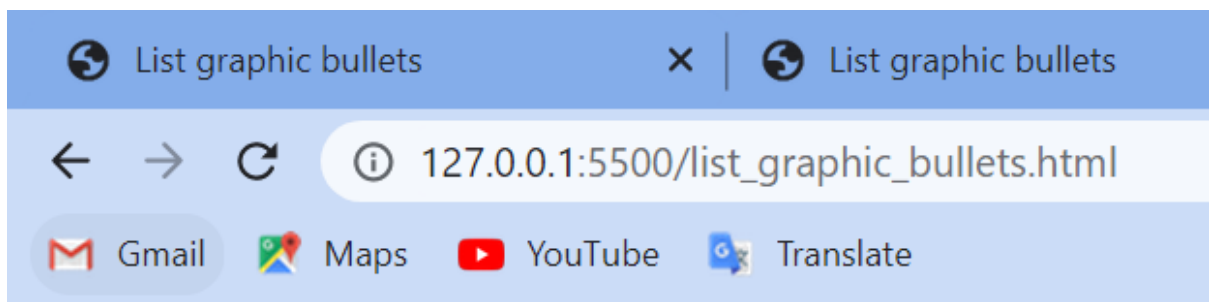 List graphic bullets List graphic bullets
127.0.0.1:5500/list_graphic_bullets.html
Gmail Maps YouTube Translate